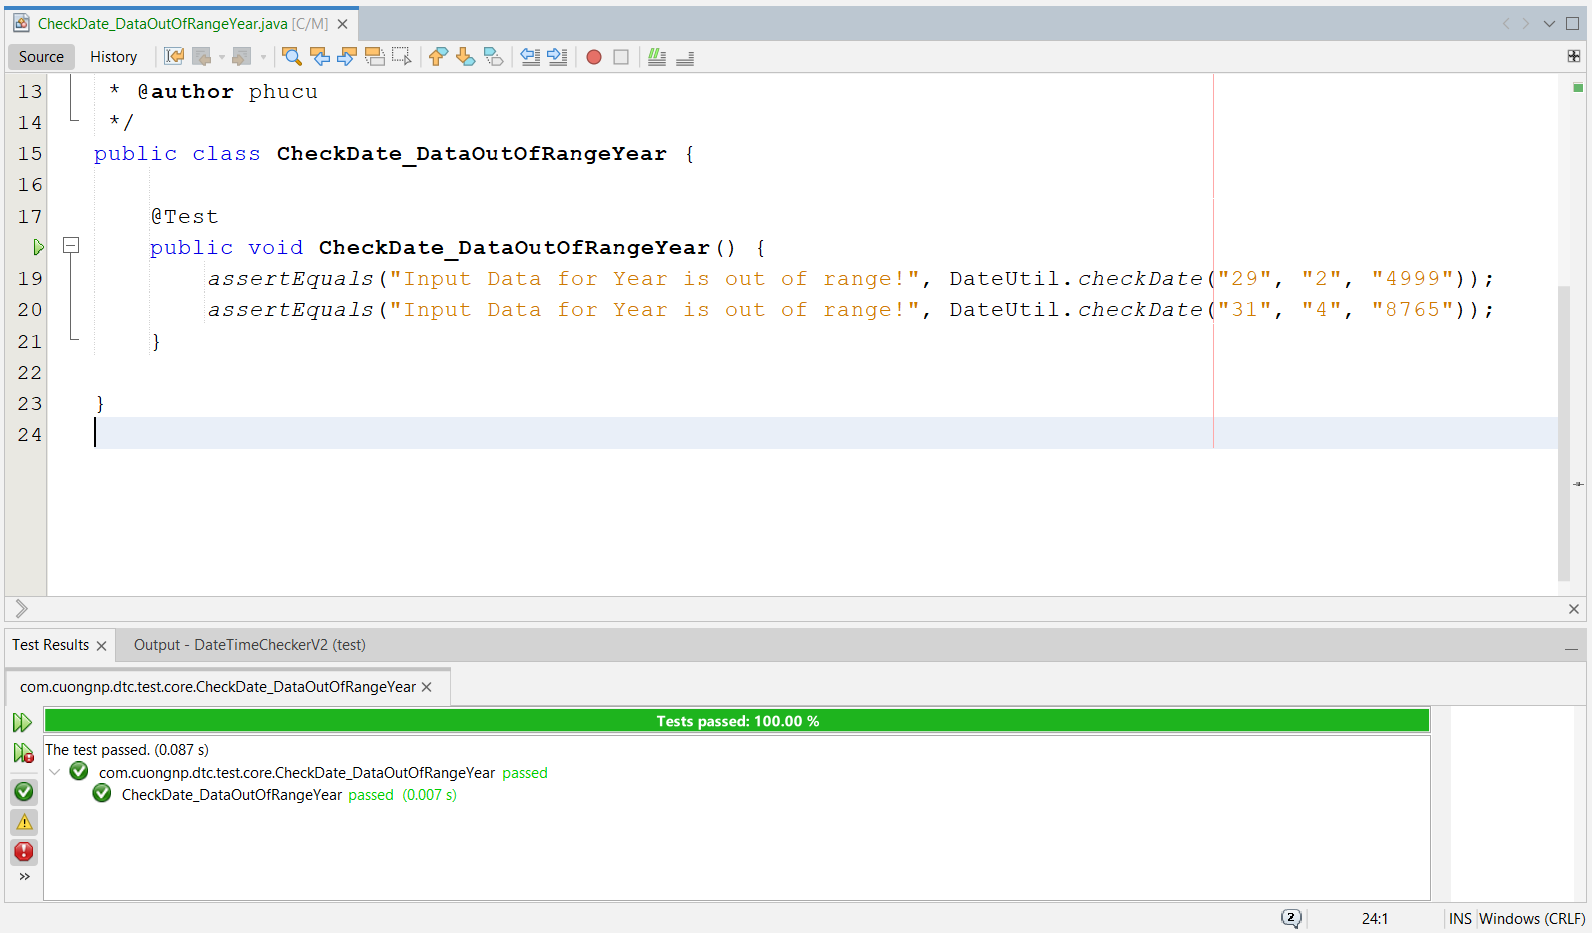 CheckDate_DataOutOfRangeYear.java [C/M]
Source History
13 * @author phucu
14 */
15 public class CheckDate_DataOutOfRangeYear {
16
17 @Test
public void CheckDate_DataOutOfRangeYear() {
19 assertEquals("Input Data for Year is out of range!", DateUtil.checkDate("29", "2", "4999"));
20 assertEquals("Input Data for Year is out of range!", DateUtil.checkDate("31", "4", "8765"));
21 }
22
23 }
24
Test Results Output - DateTimeCheckerV2 (test)
com.cuongnp.dtc.test.core.CheckDate_DataOutOfRangeYear
Tests passed: 100.00 %
The test passed. (0.087 s)
com.cuongnp.dtc.test.core.CheckDate_DataOutOfRangeYear passed
CheckDate_DataOutOfRangeYear passed (0.007 s)
2 24:1 INS Windows (CRLF)